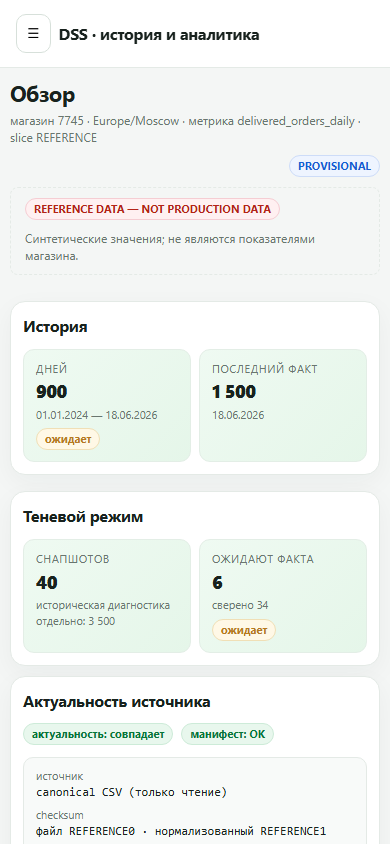 ☰ DSS · история и аналитика
Обзор
магазин 7745 · Europe/Moscow · метрика delivered_orders_daily ·
slice REFERENCE
PROVISIONAL
REFERENCE DATA — NOT PRODUCTION DATA
Синтетические значения; не являются показателями
магазина.
История
ДНЕЙ
900
01.01.2024 — 18.06.2026
ожидает
ПОСЛЕДНИЙ ФАКТ
1 500
18.06.2026
Теневой режим
СНАПШОТОВ
40
историческая диагностика
отдельно: 3 500
ОЖИДАЮТ ФАКТА
6
сверено 34
ожидает
Актуальность источника
актуальность: совпадает
манифест: OK
источник
canonical CSV (только чтение)
checksum
файл REFERENCE0 · нормализованный REFERENCE1